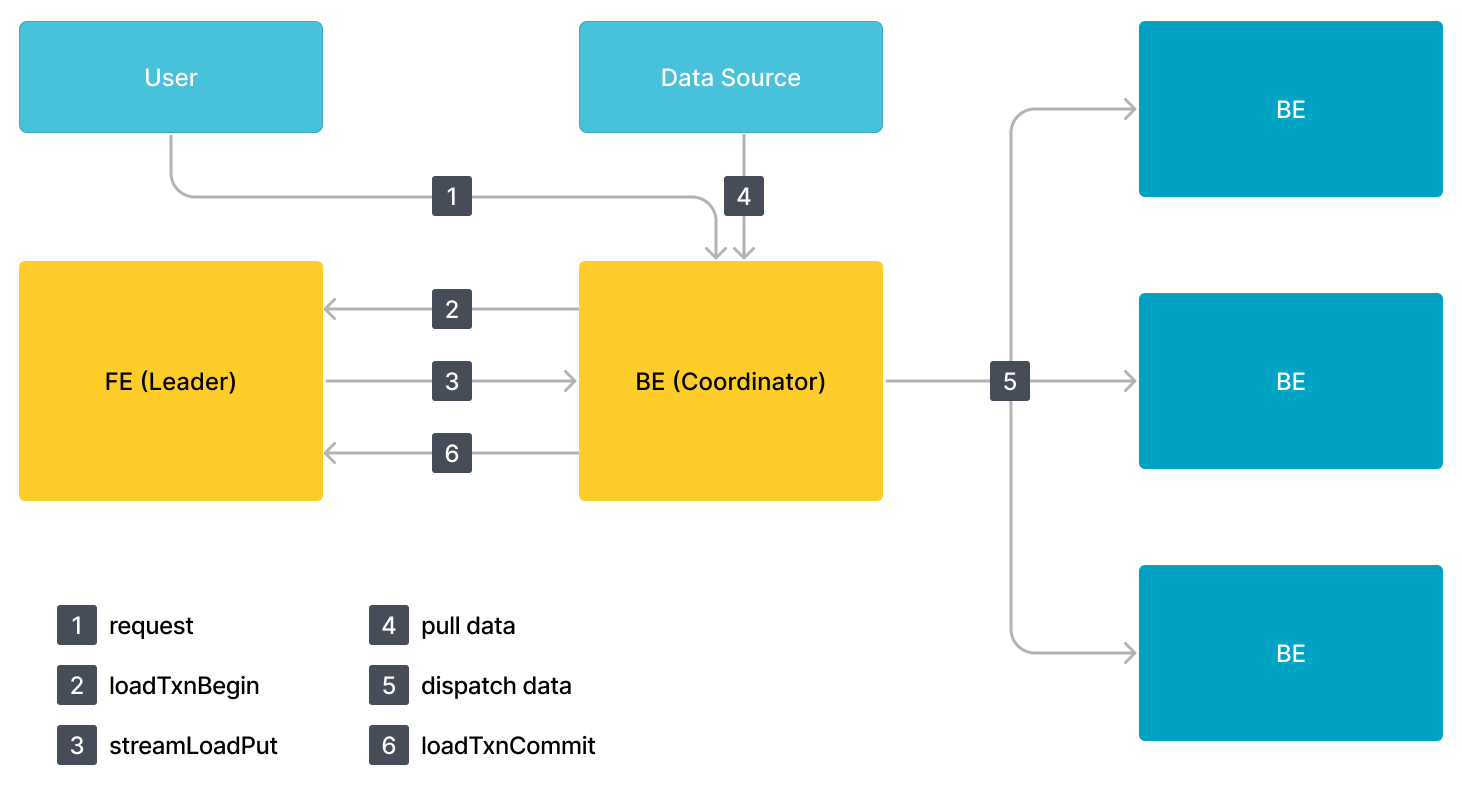 User
Data Source
BE
1
4
2
FE (Leader)
3
BE (Coordinator)
5
BE
6
BE
1 request
4 pull data
2 loadTxnBegin
5 dispatch data
3 streamLoadPut
6 loadTxnCommit